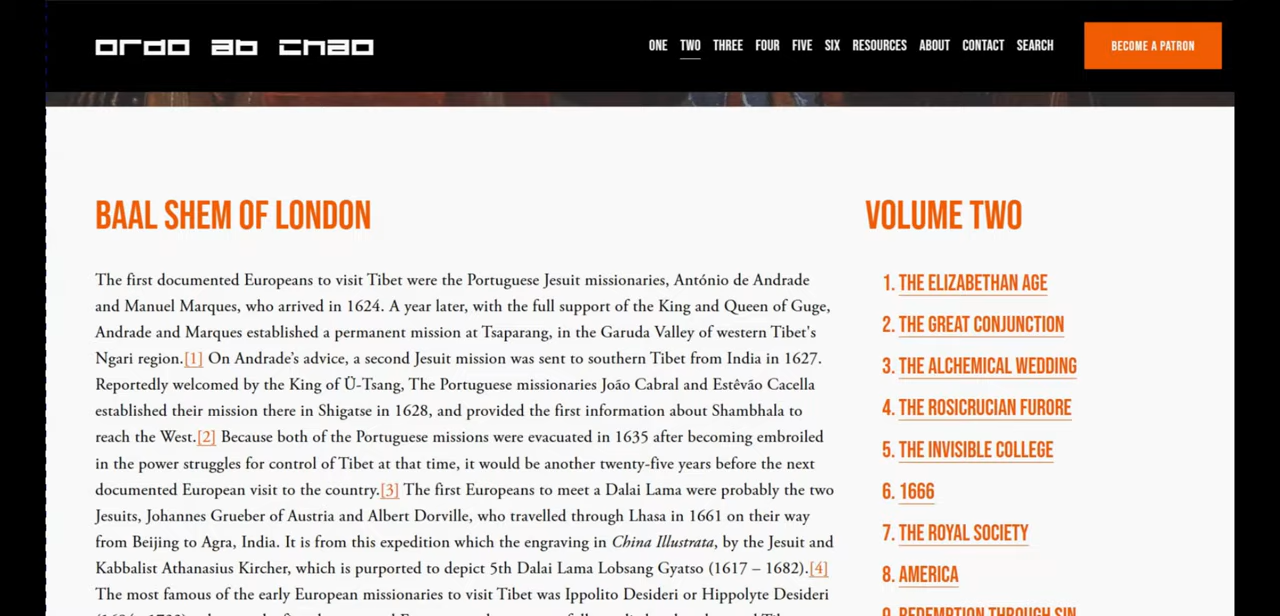 ordo ab chao
ONE TWO THREE FOUR FIVE SIX RESOURCES ABOUT CONTACT SEARCH
BECOME A PATRON
BAAL SHEM OF LONDON
The first documented Europeans to visit Tibet were the Portuguese Jesuit missionaries, António de Andrade
and Manuel Marques, who arrived in 1624. A year later, with the full support of the King and Queen of Guge,
Andrade and Marques established a permanent mission at Tsaparang, in the Garuda Valley of western Tibet's
Ngari region.[1] On Andrade’s advice, a second Jesuit mission was sent to southern Tibet from India in 1627.
Reportedly welcomed by the King of Ü-Tsang, The Portuguese missionaries João Cabral and Estêvão Cacella
established their mission there in Shigatse in 1628, and provided the first information about Shambhala to
reach the West.[2] Because both of the Portuguese missions were evacuated in 1635 after becoming embroiled
in the power struggles for control of Tibet at that time, it would be another twenty-five years before the next
documented European visit to the country.[3] The first Europeans to meet a Dalai Lama were probably the two
Jesuits, Johannes Grueber of Austria and Albert Dorville, who travelled through Lhasa in 1661 on their way
from Beijing to Agra, India. It is from this expedition which the engraving in China Illustrata, by the Jesuit and
Kabbalist Athanasius Kircher, which is purported to depict 5th Dalai Lama Lobsang Gyatso (1617 – 1682).[4]
The most famous of the early European missionaries to visit Tibet was Ippolito Desideri or Hippolyte Desideri
VOLUME TWO
1. THE ELIZABETHAN AGE
2. THE GREAT CONJUNCTION
3. THE ALCHEMICAL WEDDING
4. THE ROSICRUCIAN FURORE
5. THE INVISIBLE COLLEGE
6. 1666
7. THE ROYAL SOCIETY
8. AMERICA
9. REDEMPTION THROUGH SIN